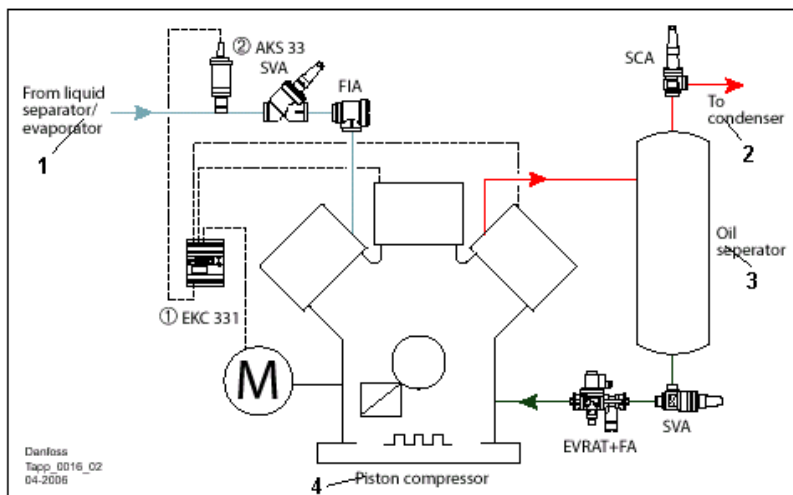 ② AKS 33
SVA
FIA
SCA
From liquid
separator/
evaporator
1
To
condenser
2
Oil
seperator
3
① EKC 331
M
EVRAT+FA
SVA
4 Piston compressor
Danfoss
Tapp_0016_02
04-2006